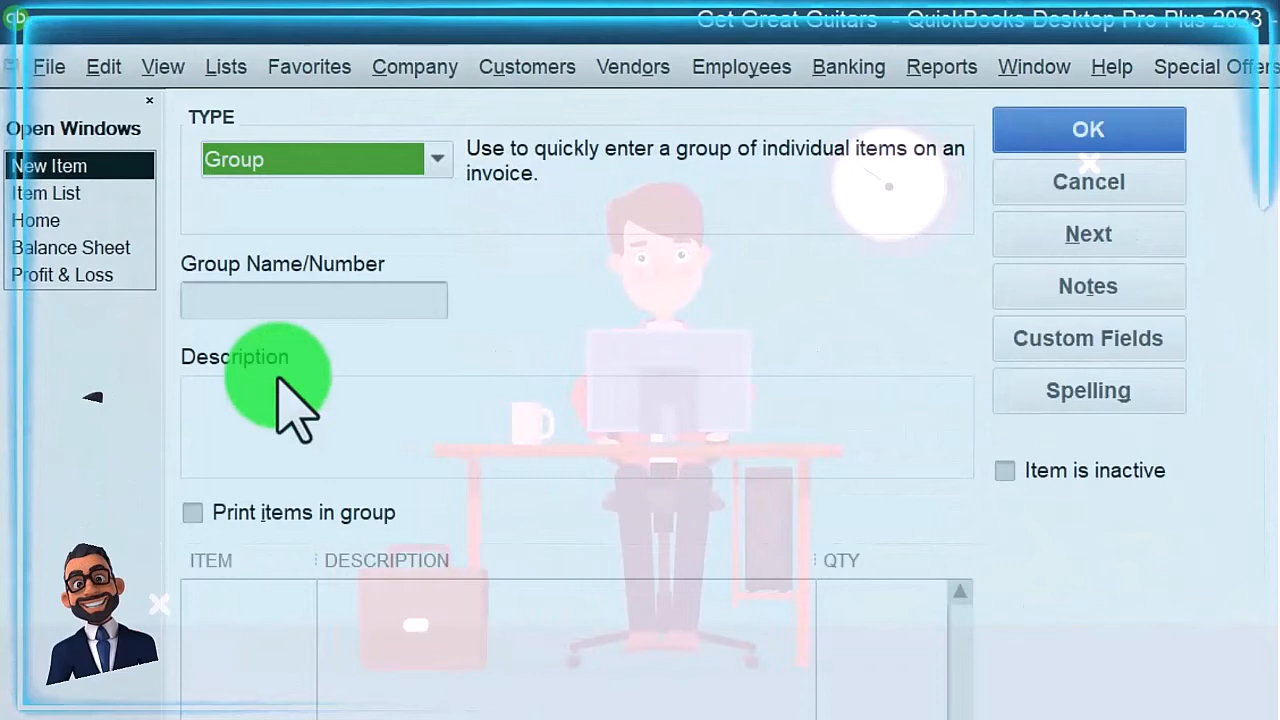 Get Great Guitars - QuickBooks Desktop Pro Plus 2023 -
File Edit View Lists Favorites Company Customers Vendors Employees Banking Reports Window Help Special Offers
Open Windows
New Item
Item List
Home
Balance Sheet
Profit & Loss
TYPE
Group
Use to quickly enter a group of individual items on an
invoice.
Group Name/Number
Description
Print items in group
ITEM DESCRIPTION QTY
OK
Cancel
Next
Notes
Custom Fields
Spelling
Item is inactive